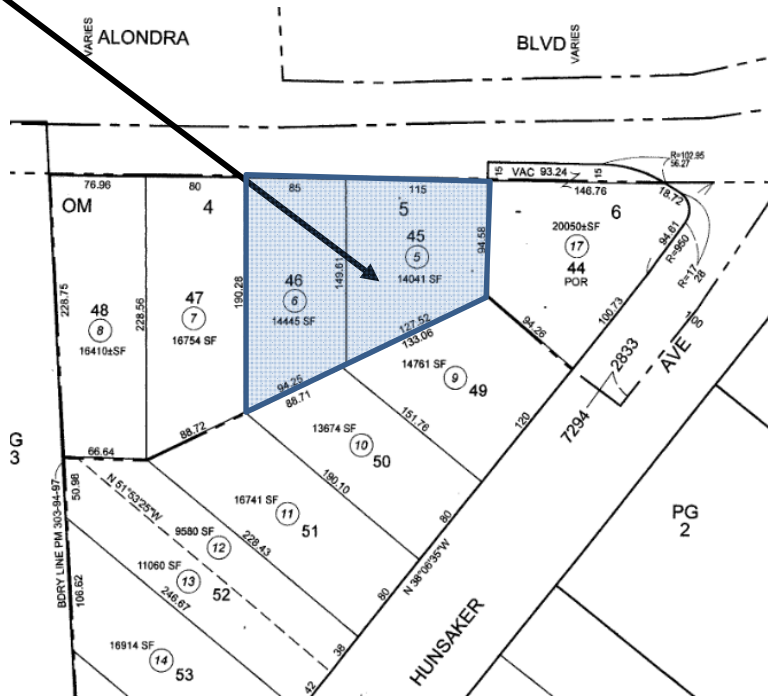 ALONDRA
VARIES
BLVD
VARIES
R=102.95
56.27
15
VAC 93.24
15
76.96
80
85
115
146.76
18.72
OM
4
5
6
20050±SF
17
44
POR
94.61
R=950
R=17
28
228.75
228.56
190.28
149.61
94.58
45
5
14041 SF
46
6
14445 SF
47
7
16754 SF
48
8
16410±SF
127.52
133.06
94.26
100.73
100
94.25
88.71
14761 SF
9
49
2833
AVE
7294
88.72
66.64
151.76
120
13674 SF
10
50
G
3
50.98
N 51°53'25"W
190.10
16741 SF
11
51
80
PG
2
9580 SF
12
228.43
N 38°06'35"W
BDRY LINE PM 303-94-97
11060 SF
13
52
106.62
246.67
80
HUNSAKER
38
16914 SF
14
53
42